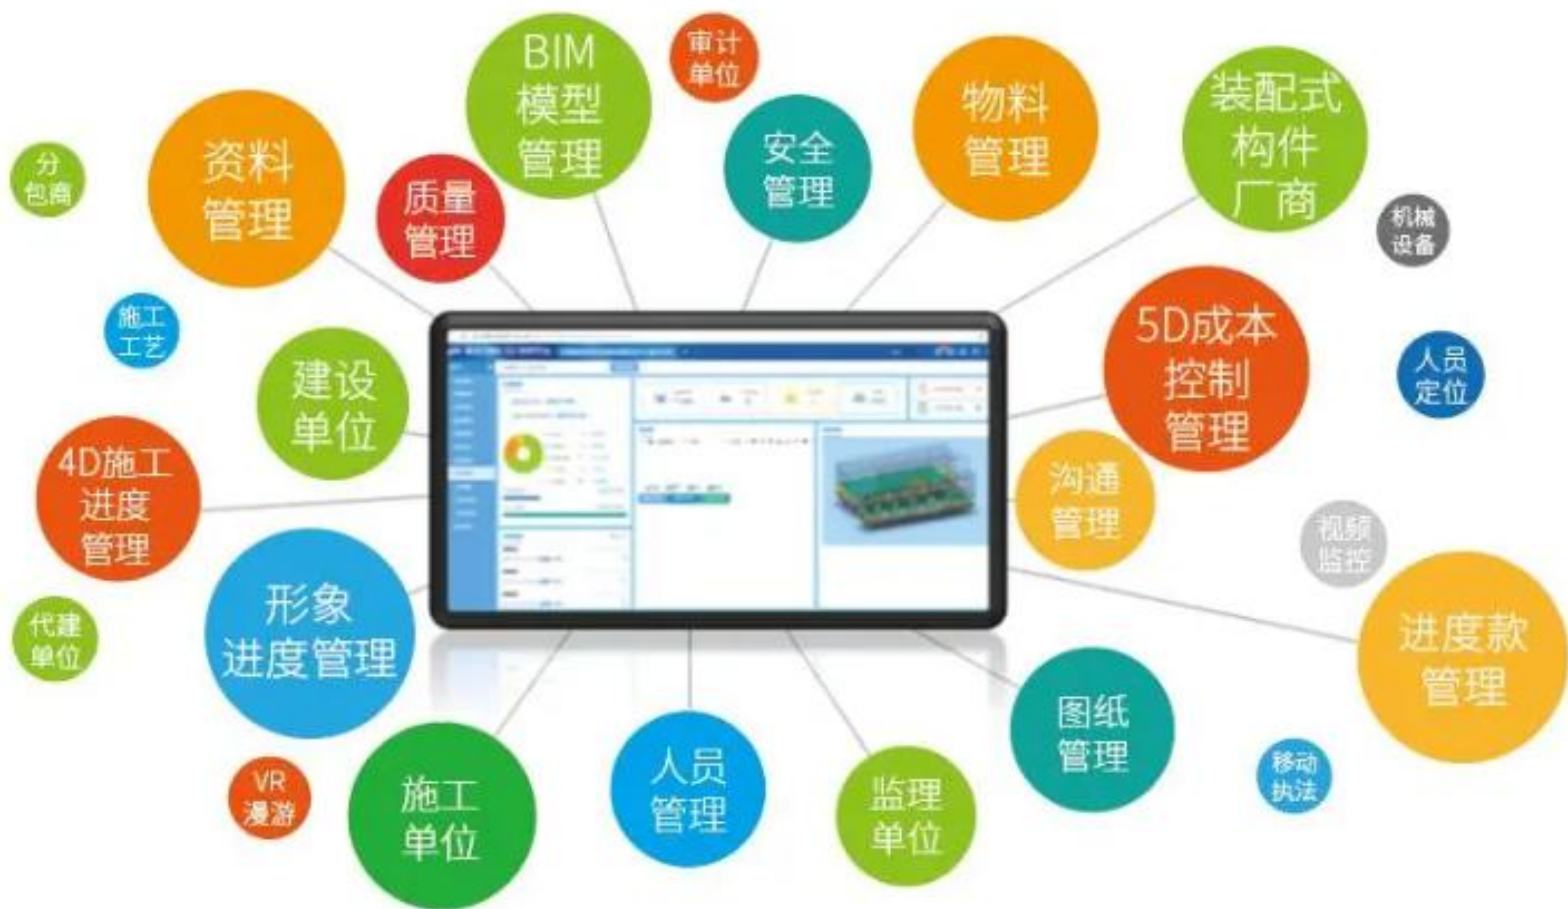 BIM
模型
管理
审计
单位
物料
管理
装配式
构件
厂商
资料
管理
分
包商
质量
管理
安全
管理
机械
设备
施工
工艺
建设
单位
5D成本
控制
管理
人员
定位
4D施工
进度
管理
沟通
管理
视频
监控
形象
进度管理
代建
单位
进度款
管理
图纸
管理
VR
漫游
施工
单位
人员
管理
监理
单位
移动
执法